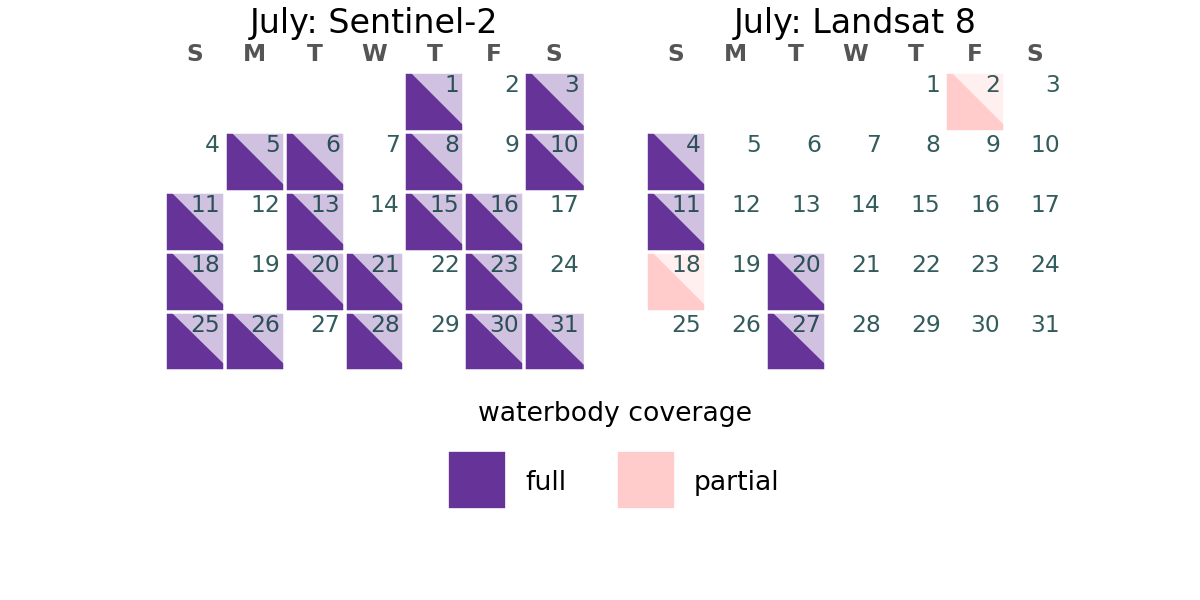 July: Sentinel-2
S M T W T F S
1 2 3
4 5 6 7 8 9 10
11 12 13 14 15 16 17
18 19 20 21 22 23 24
25 26 27 28 29 30 31
July: Landsat 8
S M T W T F S
1 2 3
4 5 6 7 8 9 10
11 12 13 14 15 16 17
18 19 20 21 22 23 24
25 26 27 28 29 30 31
waterbody coverage
full partial